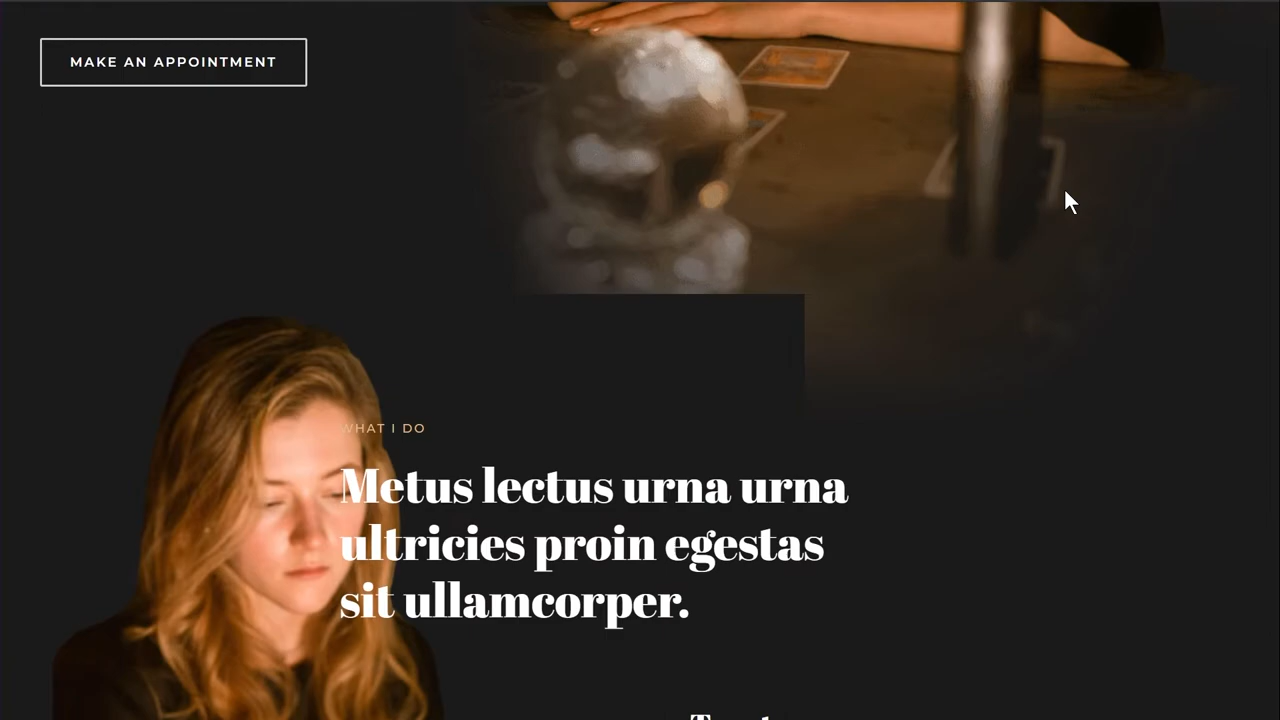 MAKE AN APPOINTMENT
WHAT I DO
Metus lectus urna urna
ultricies proin egestas
sit ullamcorper.